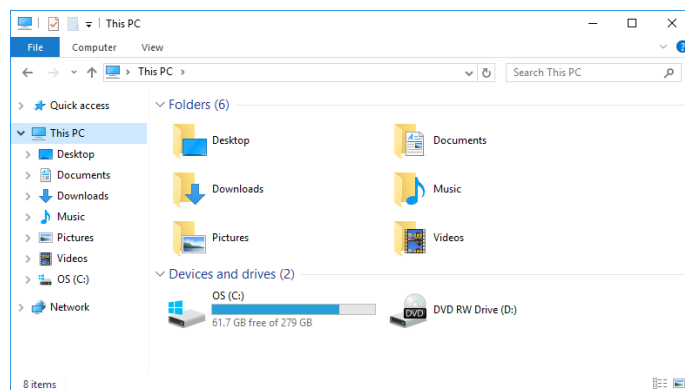 This PC
File Computer View
This PC
Search This PC
Quick access
This PC
Desktop
Documents
Downloads
Music
Pictures
Videos
OS (C:)
Network
Folders (6)
Desktop
Documents
Downloads
Music
Pictures
Videos
Devices and drives (2)
OS (C:)
61.7 GB free of 279 GB
DVD
DVD RW Drive (D:)
8 items